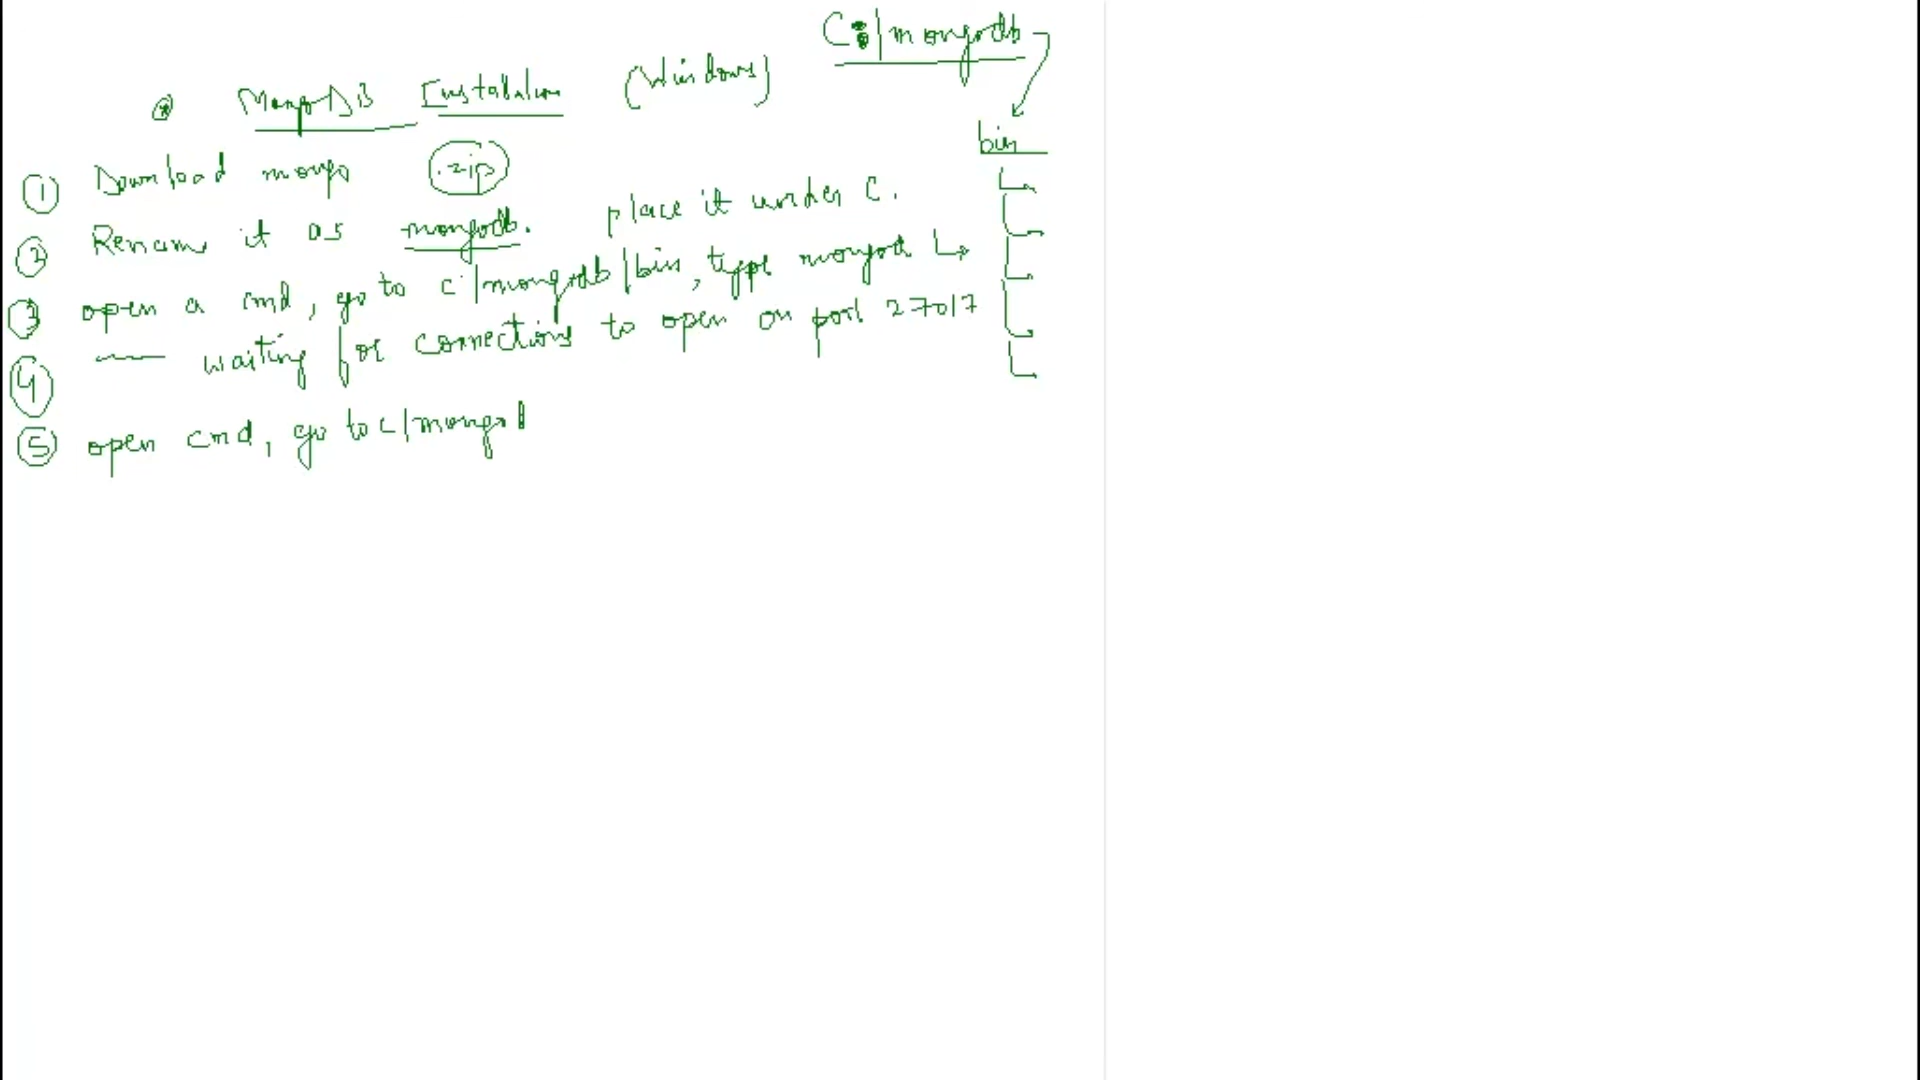 C:/mongodb
MongoDB Installation (Windows)
bin
① Download mongo .zip
② Rename it as mongodb. place it under C.
③ open a cmd, go to c:/mongodb/bin, type mongod ↳
④ —— waiting for connections to open on port 27017
⑤ open cmd, go to c/mongo